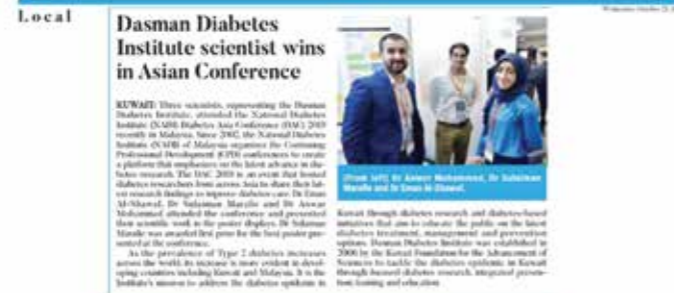 Local
Dasman Diabetes
Institute scientist wins
in Asian Conference
KUWAIT: Three scientists, representing the Dasman
Diabetes Institute, attended the National Diabetes
Institute (NADI) Diabetes Asia Conference (DAC) 2019
recently in Malaysia. Since 2002, the National Diabetes
Institute (NADI) of Malaysia organizes the Continuing
Professional Development (CPD) conferences to create
a platform that emphasizes on the latest advance in dia-
betes research. The DAC 2019 is an event that hosted
diabetes researchers from across Asia to share their lat-
est research findings to improve diabetes care. Dr Eman
Al-Shawaf, Dr Sulaiman Marafie and Dr Anwar
Mohammed attended the conference and presented
their scientific work in the poster displays. Dr Sulaiman
Marafie was awarded first prize for the best poster pre-
sented at the conference.
As the prevalence of Type 2 diabetes increases
across the world, its increase is more evident in devel-
oping countries including Kuwait and Malaysia. It is the
Institute's mission to address the diabetes epidemic in
(From left) Dr Anwar Mohammed, Dr Sulaiman
Marafie and Dr Eman Al-Shawaf.
Kuwait through diabetes research and diabetes-based
initiatives that aim to educate the public on the latest
diabetes treatment, management and prevention
options. Dasman Diabetes Institute was established in
2006 by the Kuwait Foundation for the Advancement of
Sciences to tackle the diabetes epidemic in Kuwait
through focused diabetes research, integrated preven-
tion, training and education.